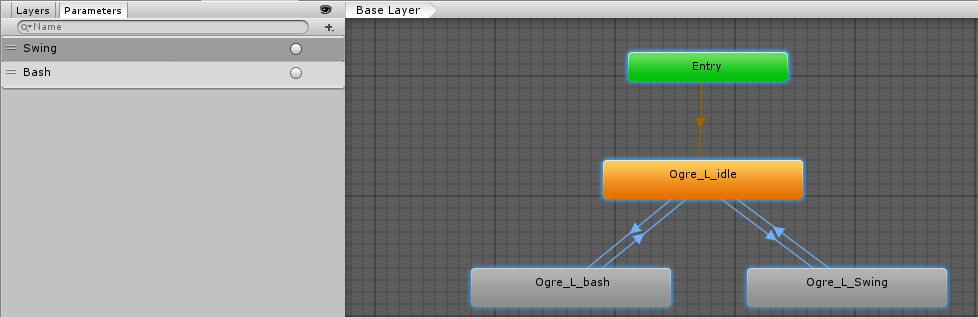 Layers Parameters
Name
Swing
Bash
Base Layer
Entry
Ogre_L_idle
Ogre_L_bash
Ogre_L_Swing